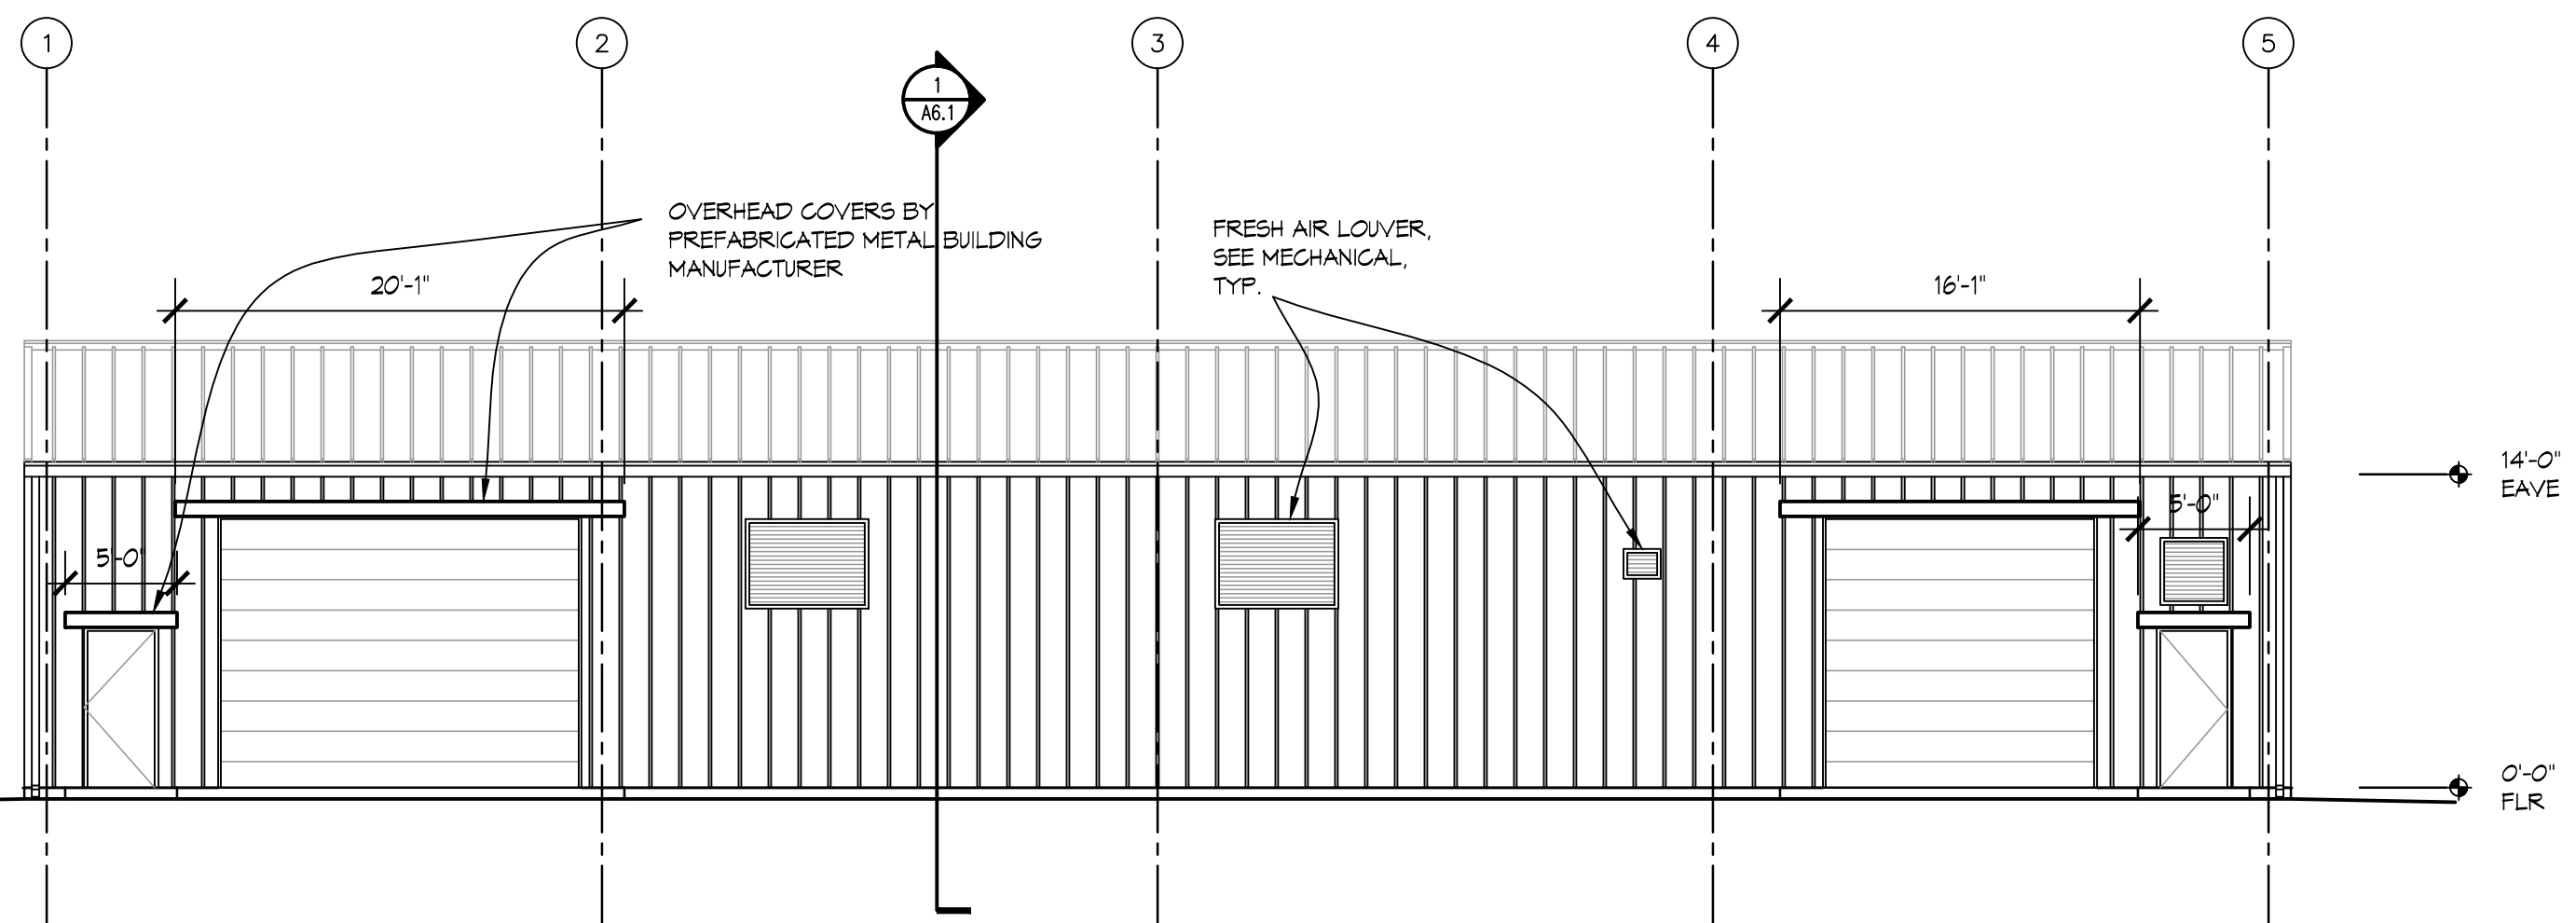 1
2
3
4
5
1
A6.1
OVERHEAD COVERS BY
PREFABRICATED METAL BUILDING
MANUFACTURER
FRESH AIR LOUVER,
SEE MECHANICAL,
TYP.
20'-1"
16'-1"
14'-0"
EAVE
5'-0"
5'-0"
0'-0"
FLR